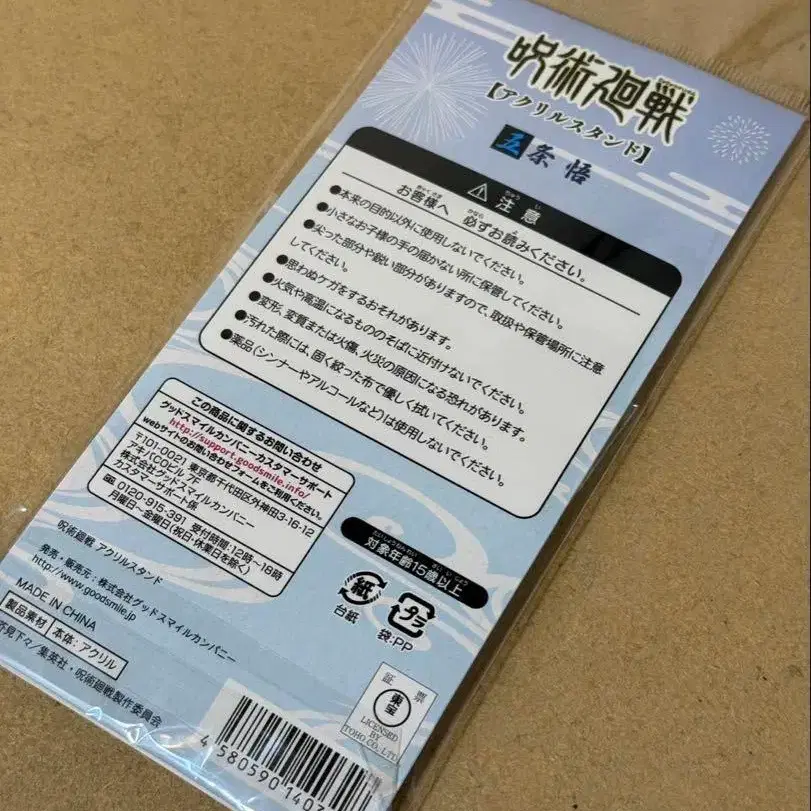 呪術廻戦
【アクリルスタンド】
五条 悟
⚠注意
お客様へ 必ずお読みください。
●本来の目的以外に使用しないでください。
●小さなお子様の手の届かない所に保管してください。
●尖った部分や鋭い部分がありますので、取扱や保管場所に注意
してください。
●思わぬケガをするおそれがあります。
●火気や高温になるもののそばに近付けないでください。
●変形、変質または火傷、火災の原因になる恐れがあります。
●汚れた際には、固く絞った布で優しく拭いてください。
●薬品(シンナーやアルコールなど)は使用しないでください。
この商品に関するお問い合わせ
グッドスマイルカンパニーカスタマーサポート
http://support.goodsmile.info/
webサイトのお問い合わせフォームをご利用ください。
〒101-0021 東京都千代田区外神田3-16-12
アキバCOビル 7F
株式会社グッドスマイルカンパニー
カスタマーサポート係
0120-915-391 受付時間:12時~18時
月曜日~金曜日(祝日・休業日を除く)
対象年齢15歳以上
紙
台紙
プラ
袋:PP
呪術廻戦 アクリルスタンド
発売・販売元:株式会社グッドスマイルカンパニー
http://www.goodsmile.jp
MADE IN CHINA
製品素材 本体:アクリル
芥見下々/集英社・呪術廻戦製作委員会
証 票
東宝
LICENSED
BY
TOHO CO., LTD
4 580590 140